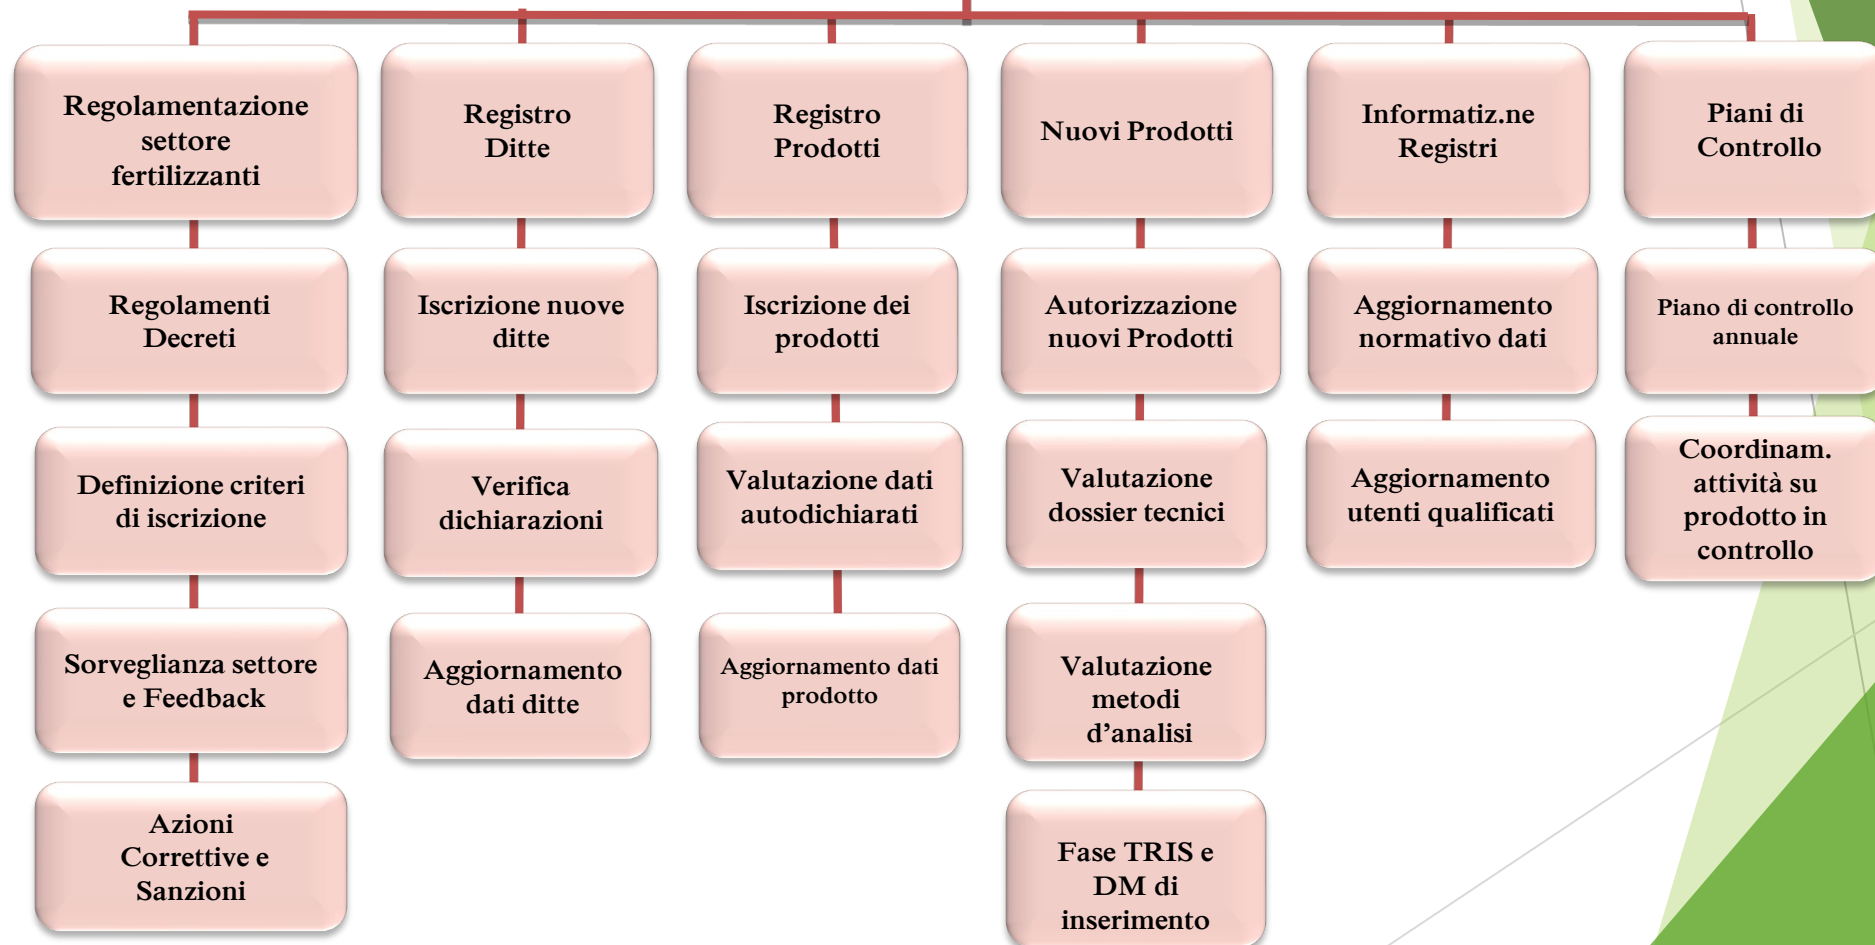 Regolamentazione
settore
fertilizzanti
Regolamenti
Decreti
Definizione criteri
di iscrizione
Sorveglianza settore
e Feedback
Azioni
Correttive e
Sanzioni
Registro
Ditte
Iscrizione nuove
ditte
Verifica
dichiarazioni
Aggiornamento
dati ditte
Registro
Prodotti
Iscrizione dei
prodotti
Valutazione dati
autodichiarati
Aggiornamento dati
prodotto
Nuovi Prodotti
Autorizzazione
nuovi Prodotti
Valutazione
dossier tecnici
Valutazione
metodi
d’analisi
Fase TRIS e
DM di
inserimento
Informatiz.ne
Registri
Aggiornamento
normativo dati
Aggiornamento
utenti qualificati
Piani di
Controllo
Piano di controllo
annuale
Coordinam.
attività su
prodotto in
controllo